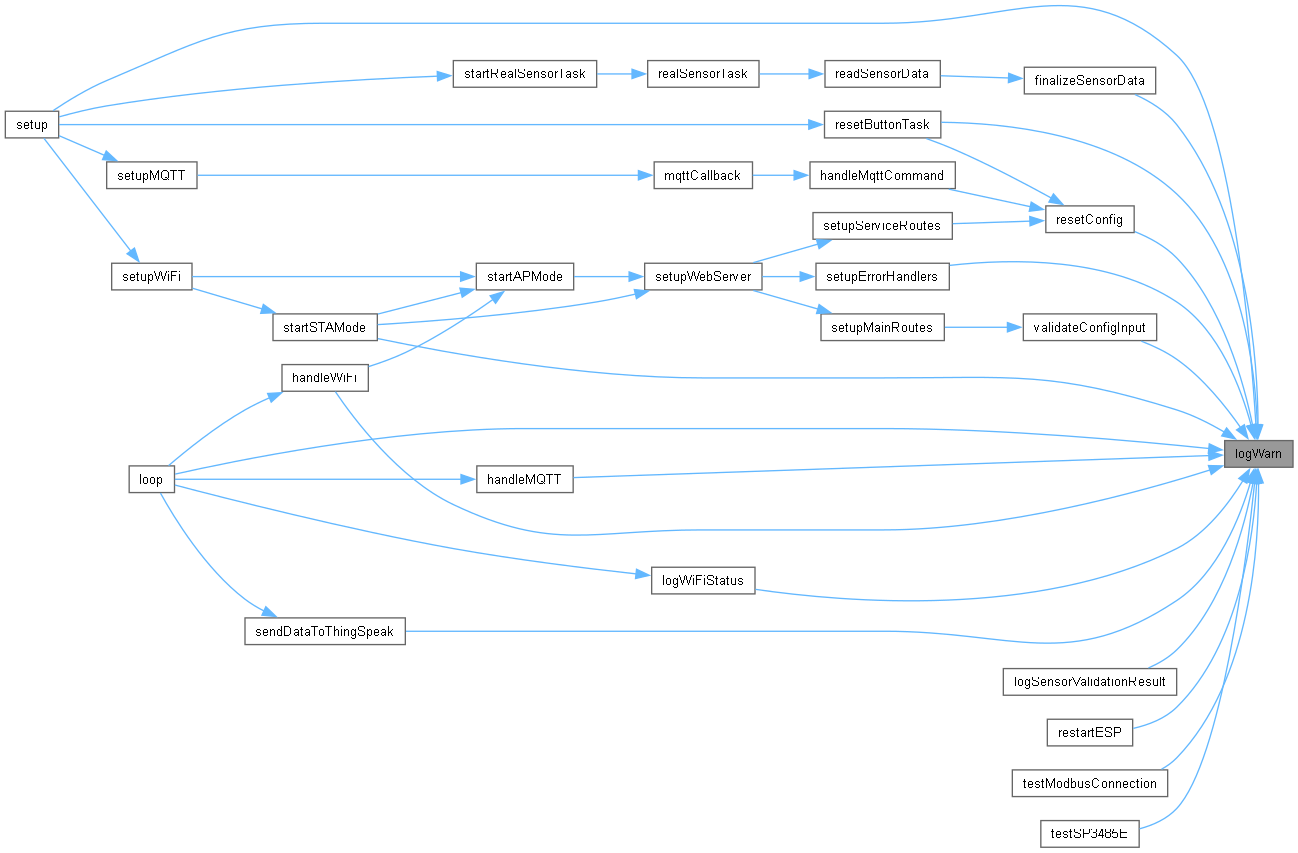 startRealSensorTask
realSensorTask
readSensorData
finalizeSensorData
setup
resetButtonTask
setupMQTT
mqttCallback
handleMqttCommand
resetConfig
setupServiceRoutes
setupWiFi
startAPMode
setupWebServer
setupErrorHandlers
startSTAMode
setupMainRoutes
validateConfigInput
handleWiFi
logWarn
loop
handleMQTT
logWiFiStatus
sendDataToThingSpeak
logSensorValidationResult
restartESP
testModbusConnection
testSP3485E